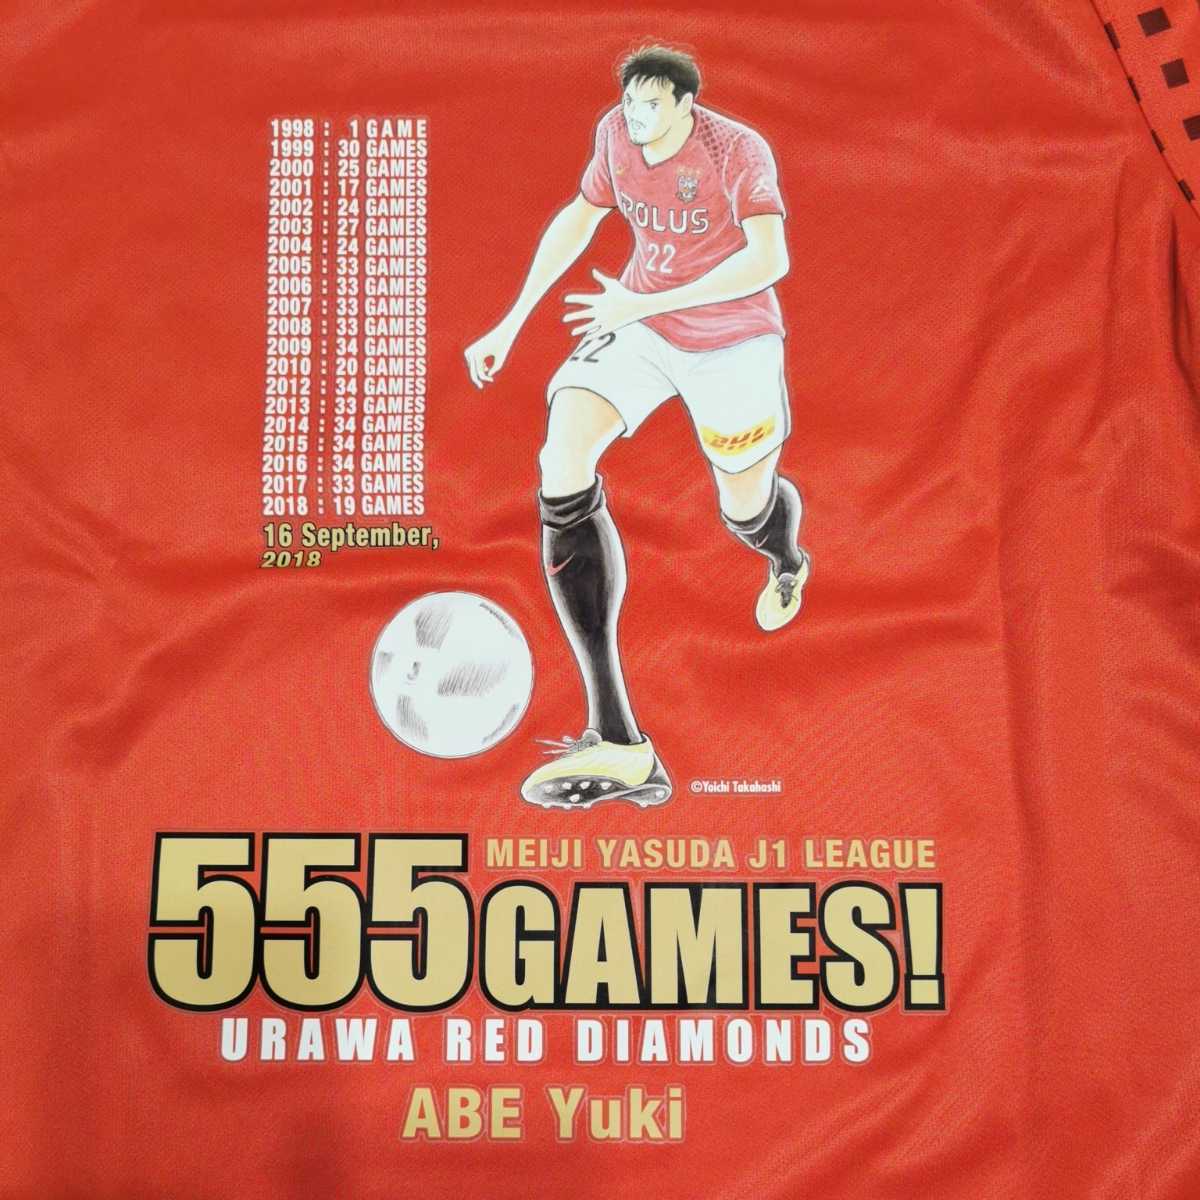 1998 : 1 GAME
1999 : 30 GAMES
2000 : 25 GAMES
2001 : 17 GAMES
2002 : 24 GAMES
2003 : 27 GAMES
2004 : 24 GAMES
2005 : 33 GAMES
2006 : 33 GAMES
2007 : 33 GAMES
2008 : 33 GAMES
2009 : 34 GAMES
2010 : 20 GAMES
2012 : 34 GAMES
2013 : 33 GAMES
2014 : 34 GAMES
2015 : 34 GAMES
2016 : 34 GAMES
2017 : 33 GAMES
2018 : 19 GAMES
16 September,
2018
POLUS
22
22
DHL
©Yoichi Takahashi
MEIJI YASUDA J1 LEAGUE
555 GAMES!
URAWA RED DIAMONDS
ABE Yuki